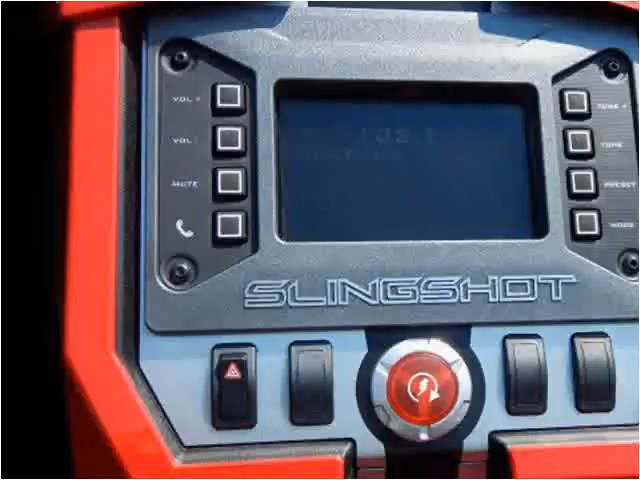 VOL +
VOL -
MUTE
TUNE +
TUNE
PRESET
MODE
SLINGSHOT